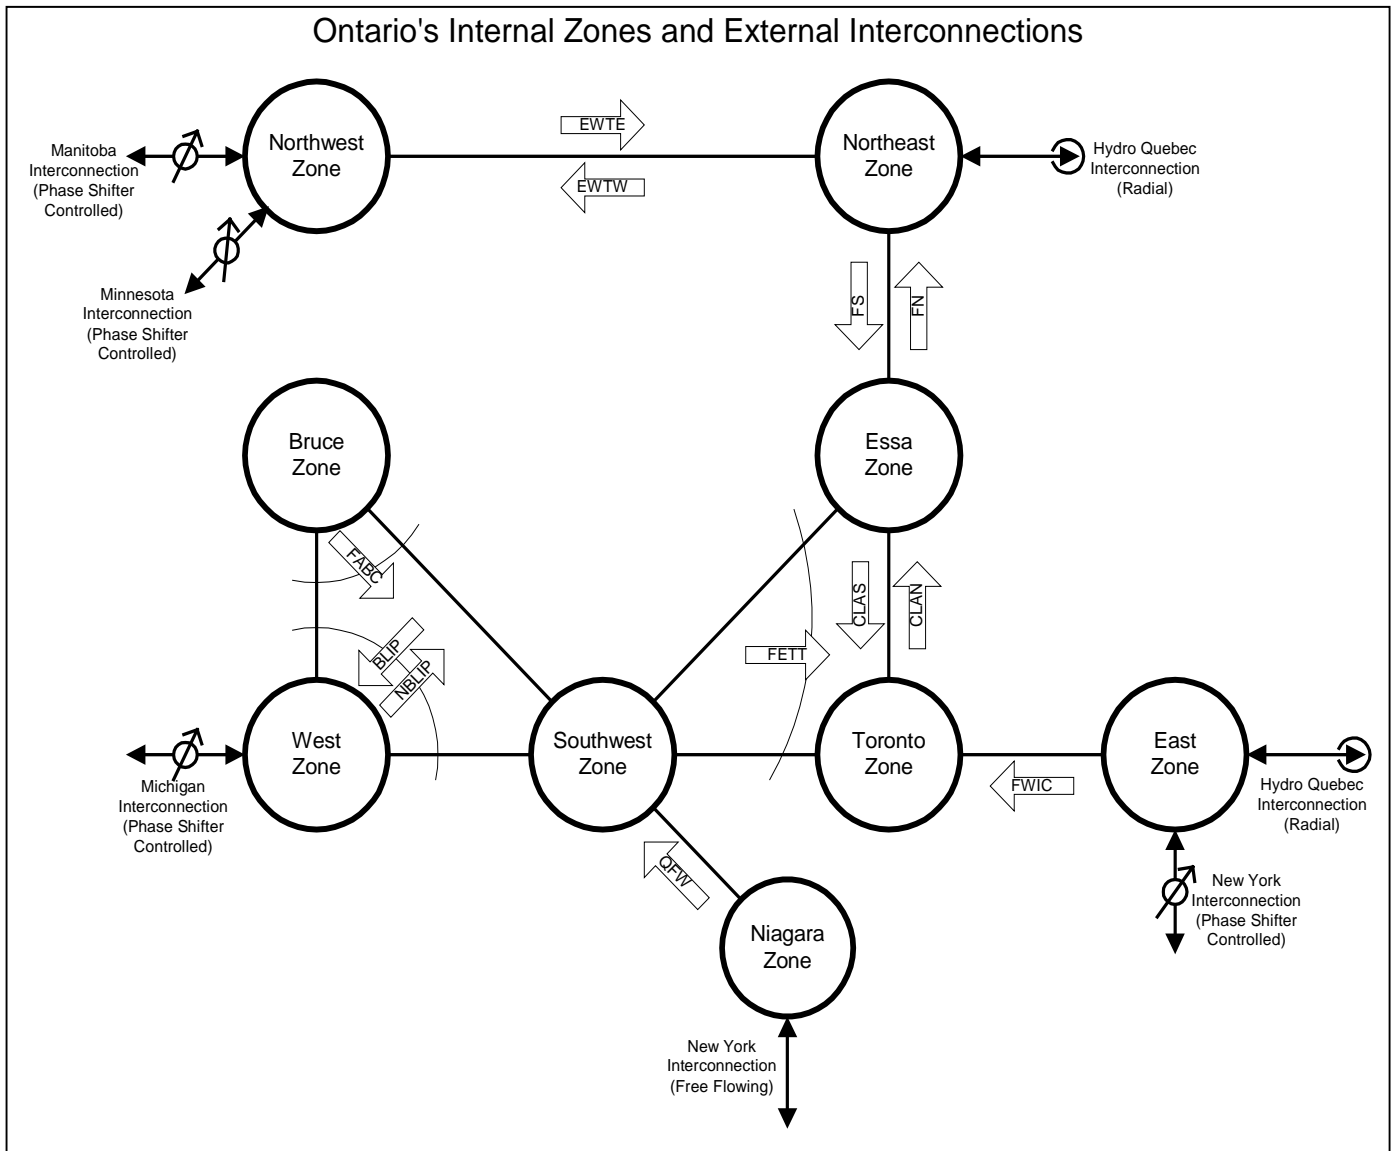 Ontario's Internal Zones and External Interconnections
Northwest
Zone
EWTE
EWTW
Northeast
Zone
Manitoba
Interconnection
(Phase Shifter
Controlled)
Hydro Quebec
Interconnection
(Radial)
Minnesota
Interconnection
(Phase Shifter
Controlled)
FS
FN
Bruce
Zone
Essa
Zone
FABC
CLAS
CLAN
BLIP
NBLIP
FETT
West
Zone
Southwest
Zone
Toronto
Zone
East
Zone
FWIC
Michigan
Interconnection
(Phase Shifter
Controlled)
Hydro Quebec
Interconnection
(Radial)
QFW
New York
Interconnection
(Phase Shifter
Controlled)
Niagara
Zone
New York
Interconnection
(Free Flowing)